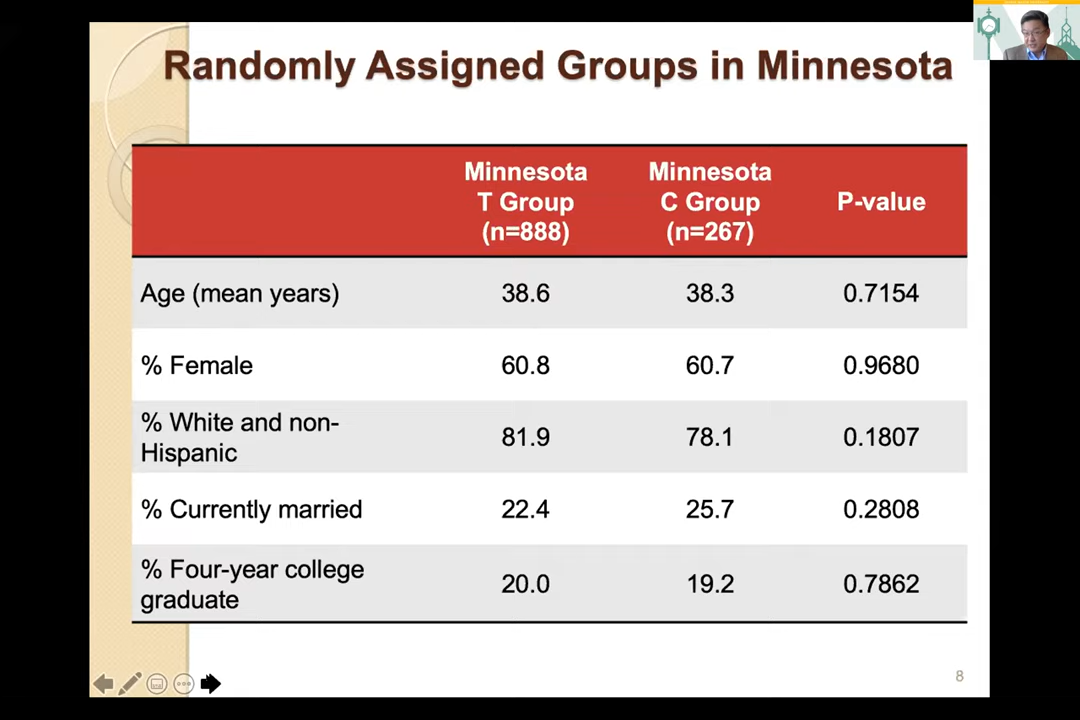 Randomly Assigned Groups in Minnesota
Minnesota T Group (n=888) Minnesota C Group (n=267) P-value
Age (mean years) 38.6 38.3 0.7154
% Female 60.8 60.7 0.9680
% White and non-Hispanic 81.9 78.1 0.1807
% Currently married 22.4 25.7 0.2808
% Four-year college graduate 20.0 19.2 0.7862
8